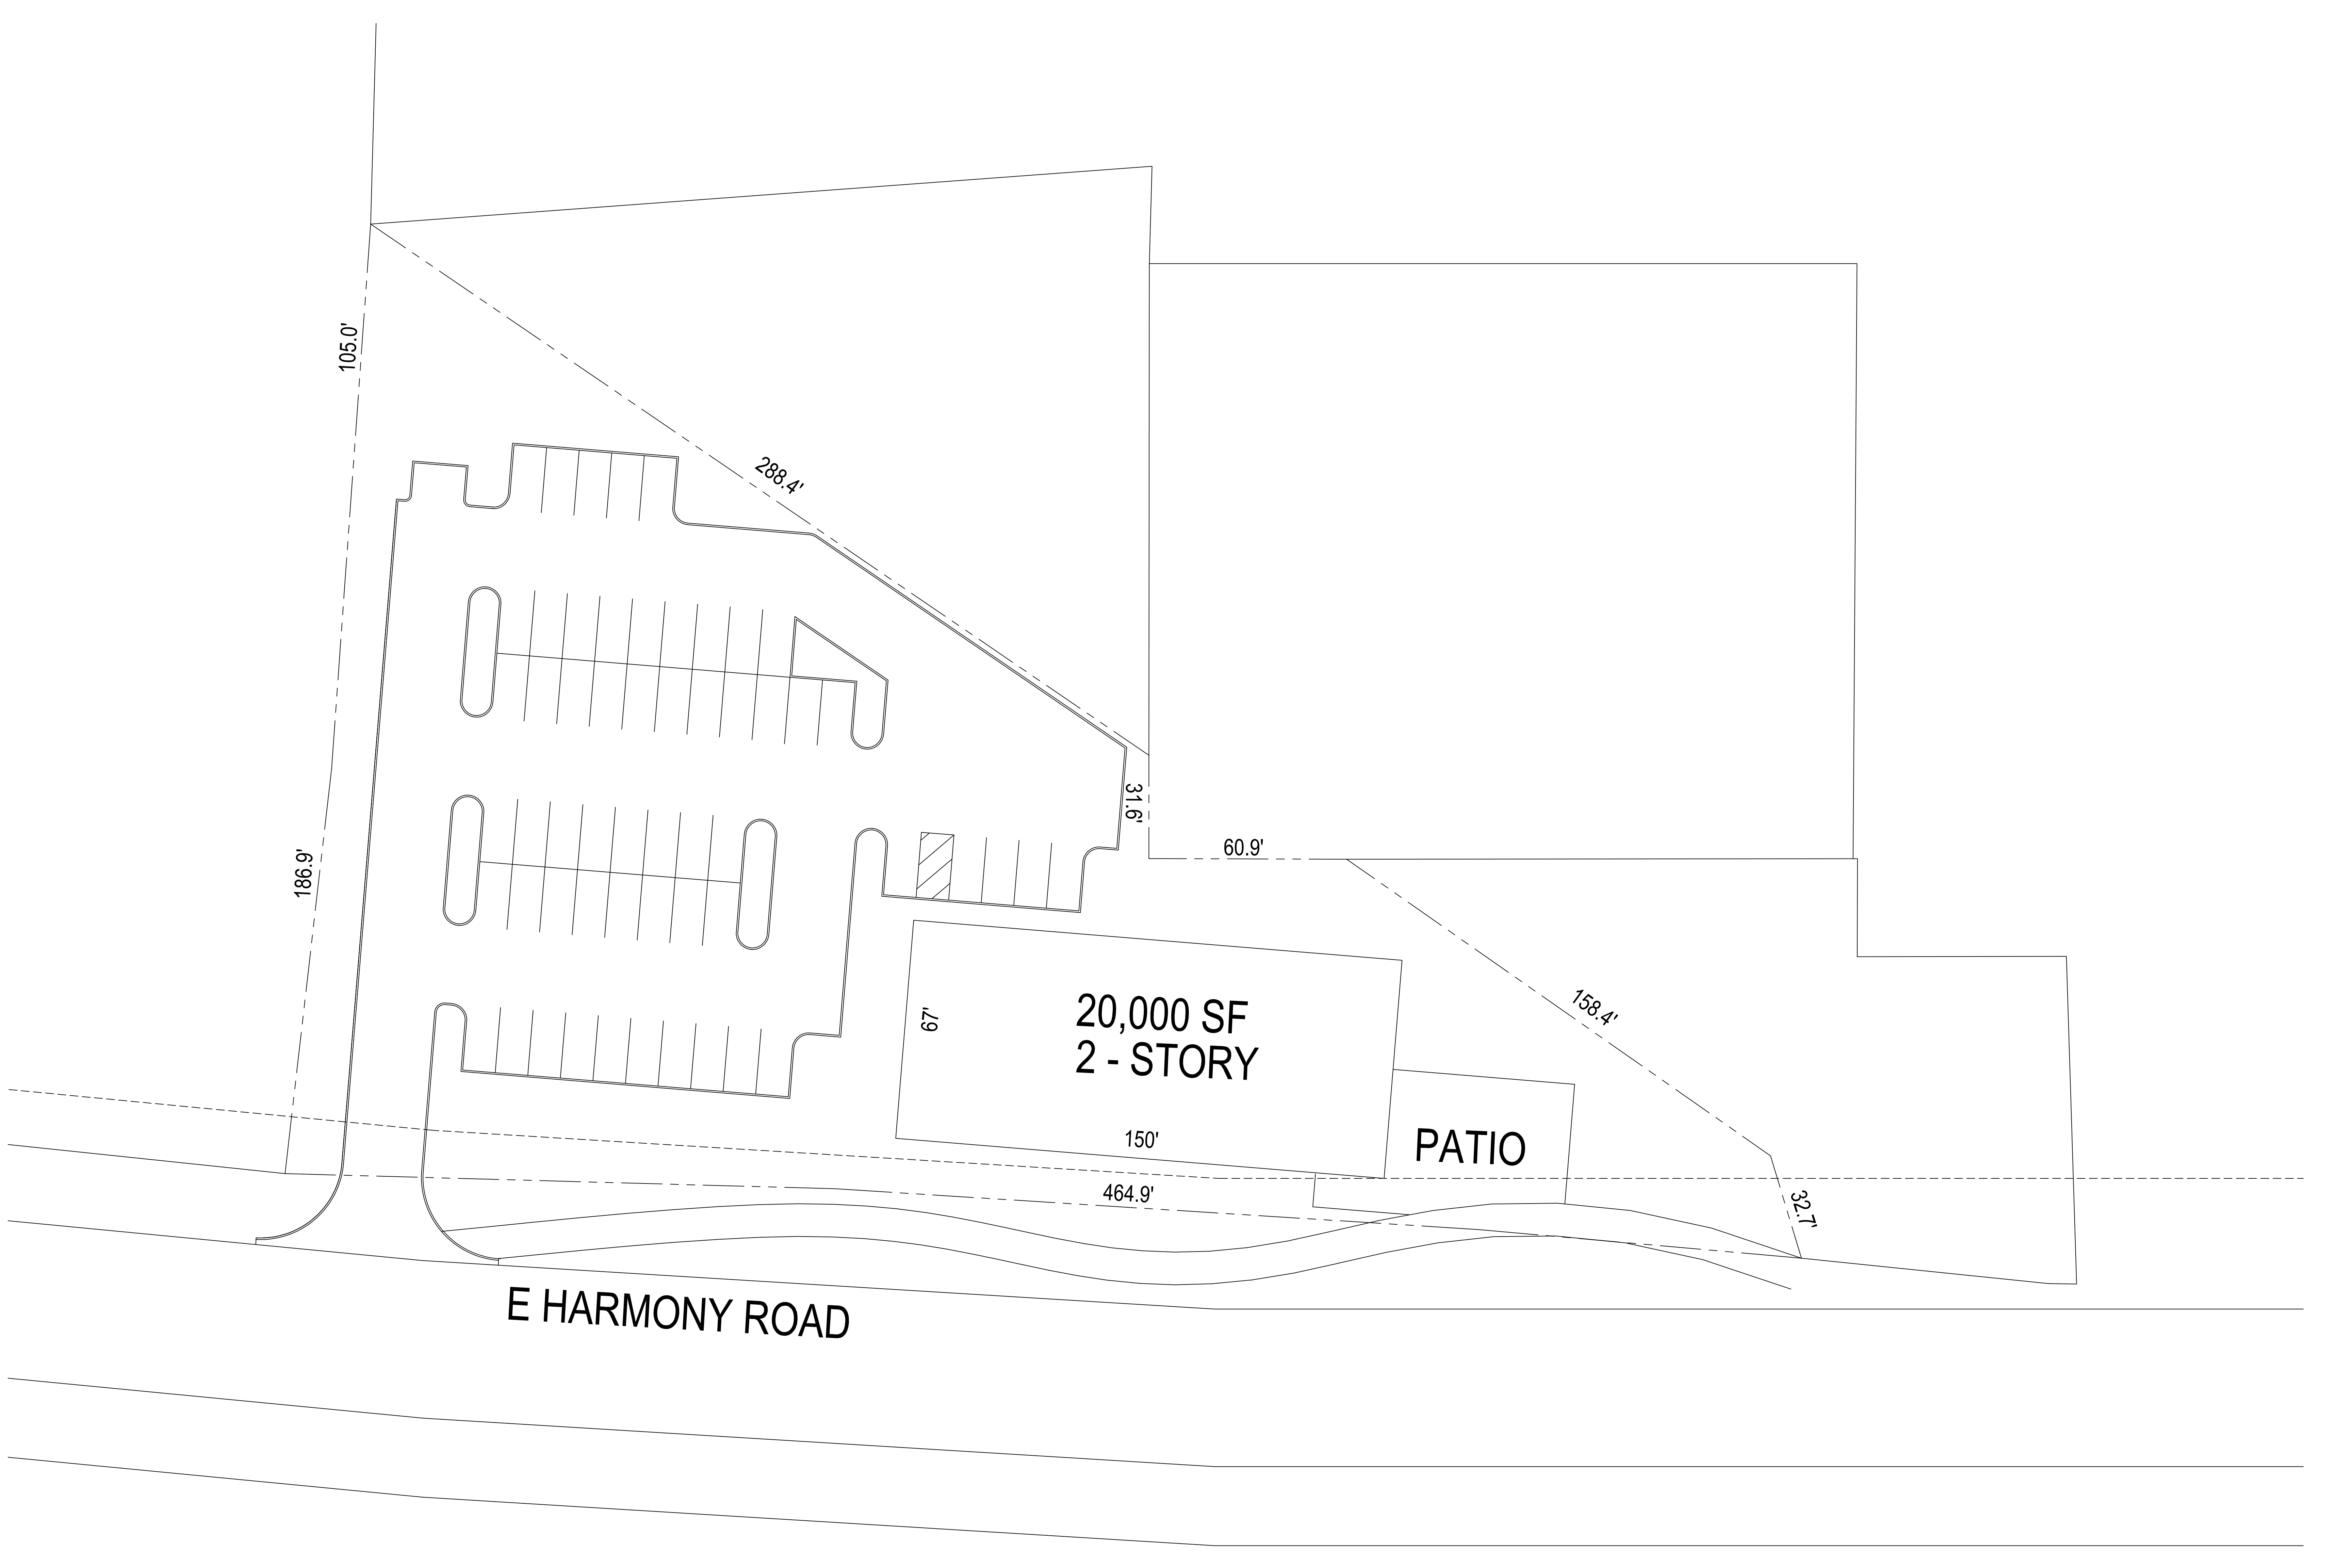 105.0'
288.4'
31.6'
60.9'
186.9'
158.4'
67'
20,000 SF
2 - STORY
150'
PATIO
464.9'
32.7'
E HARMONY ROAD